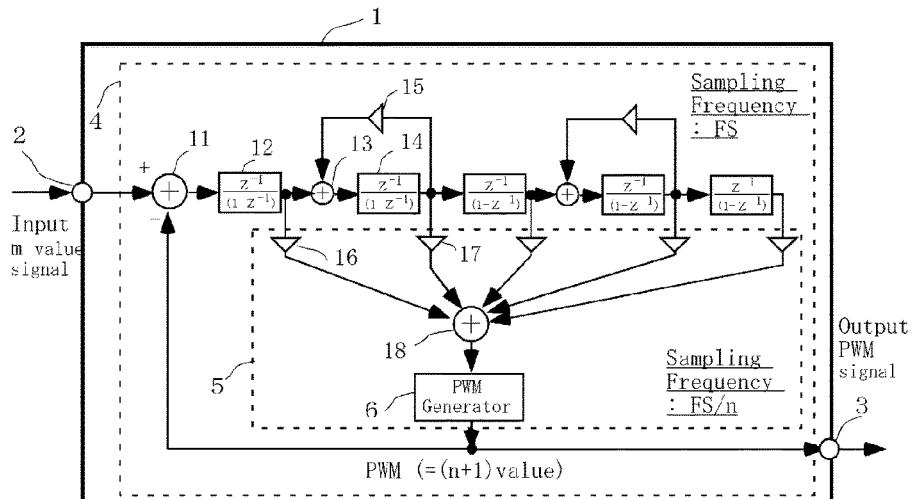 1
Sampling
Frequency
: FS
4
15
2
11
12
13
14
+
+
z⁻¹
(1 z⁻¹)
+
z⁻¹
(1 z⁻¹)
z⁻¹
(1-z⁻¹)
+
z⁻¹
(1-z⁻¹)
z⁻¹
(1-z⁻¹)
-
Input
m value
signal
16
17
+
18
Output
PWM
signal
5
6
PWM
Generator
Sampling
Frequency
: FS/n
3
PWM (=(n+1)value)